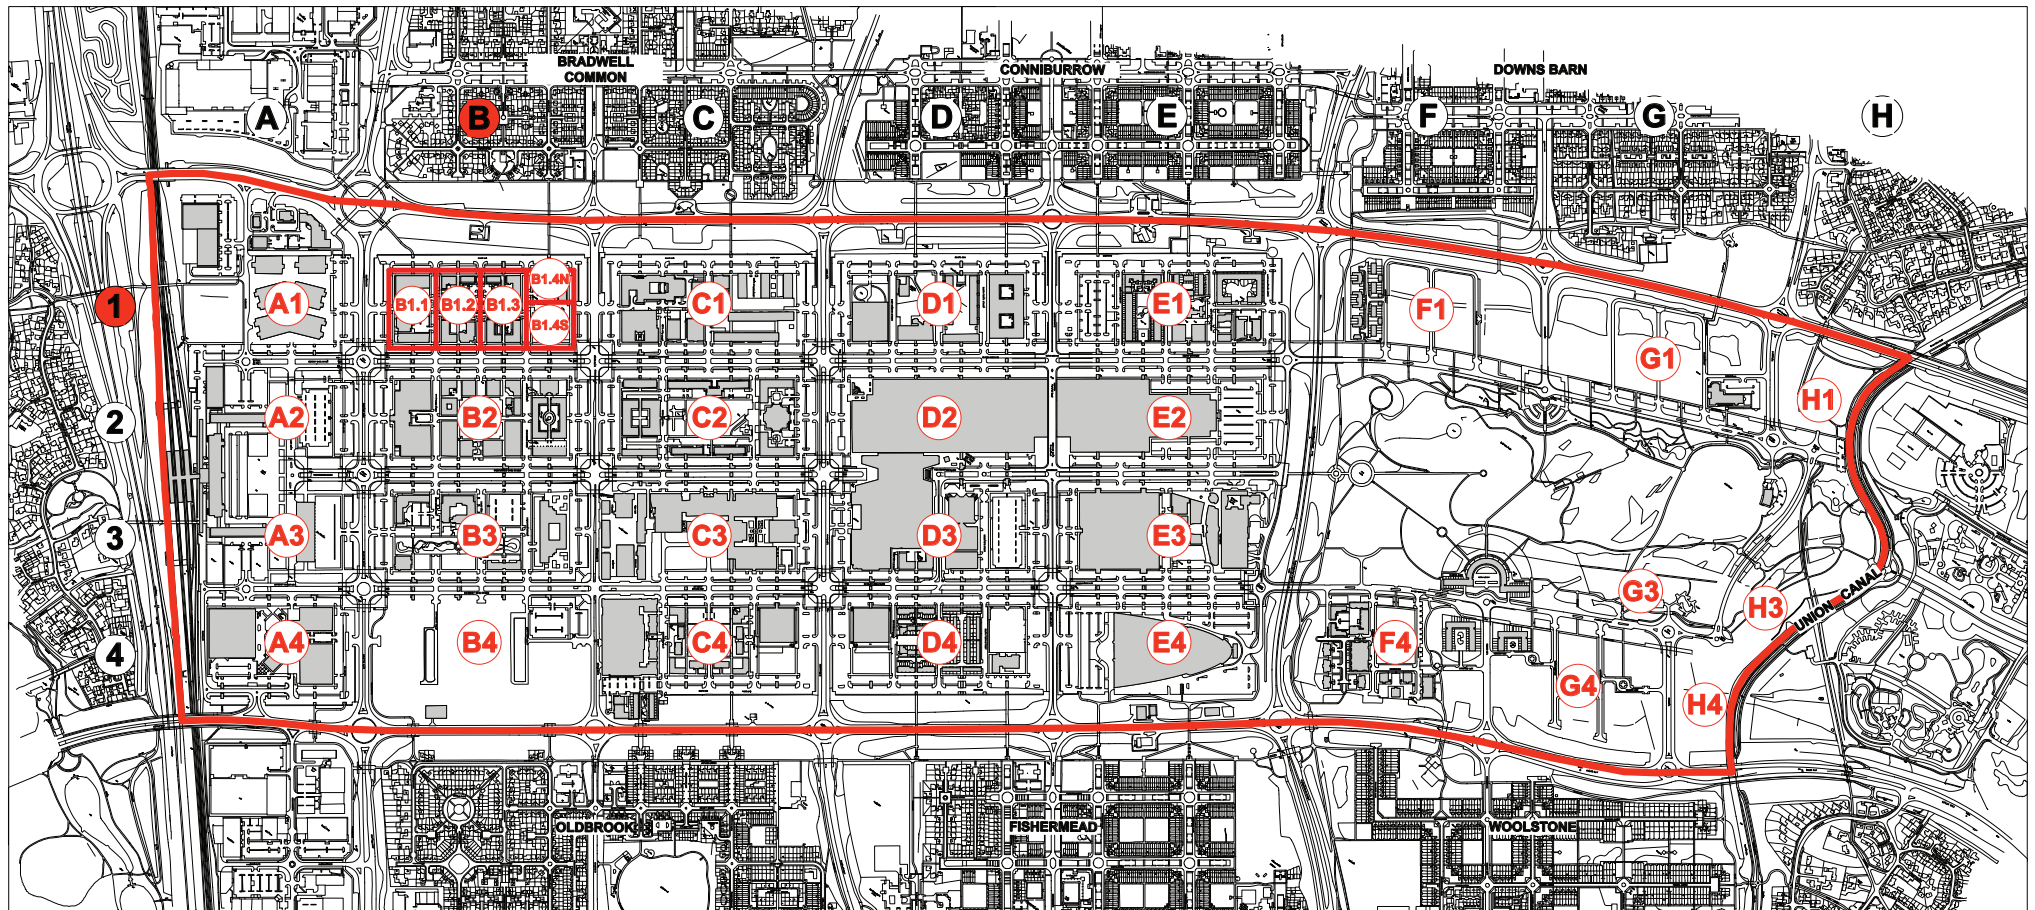 BRADWELL
COMMON
CONNIBURROW
DOWNS BARN
A
B
C
D
E
F
G
H
1
B1.1
B1.2
B1.3
B1.4N
B1.4S
A1
C1
D1
E1
F1
G1
H1
2
A2
B2
C2
D2
E2
3
A3
B3
C3
D3
E3
G3
H3
UNION CANAL
4
A4
B4
C4
D4
E4
F4
G4
H4
OLDBROOK
FISHERMEAD
WOOLSTONE